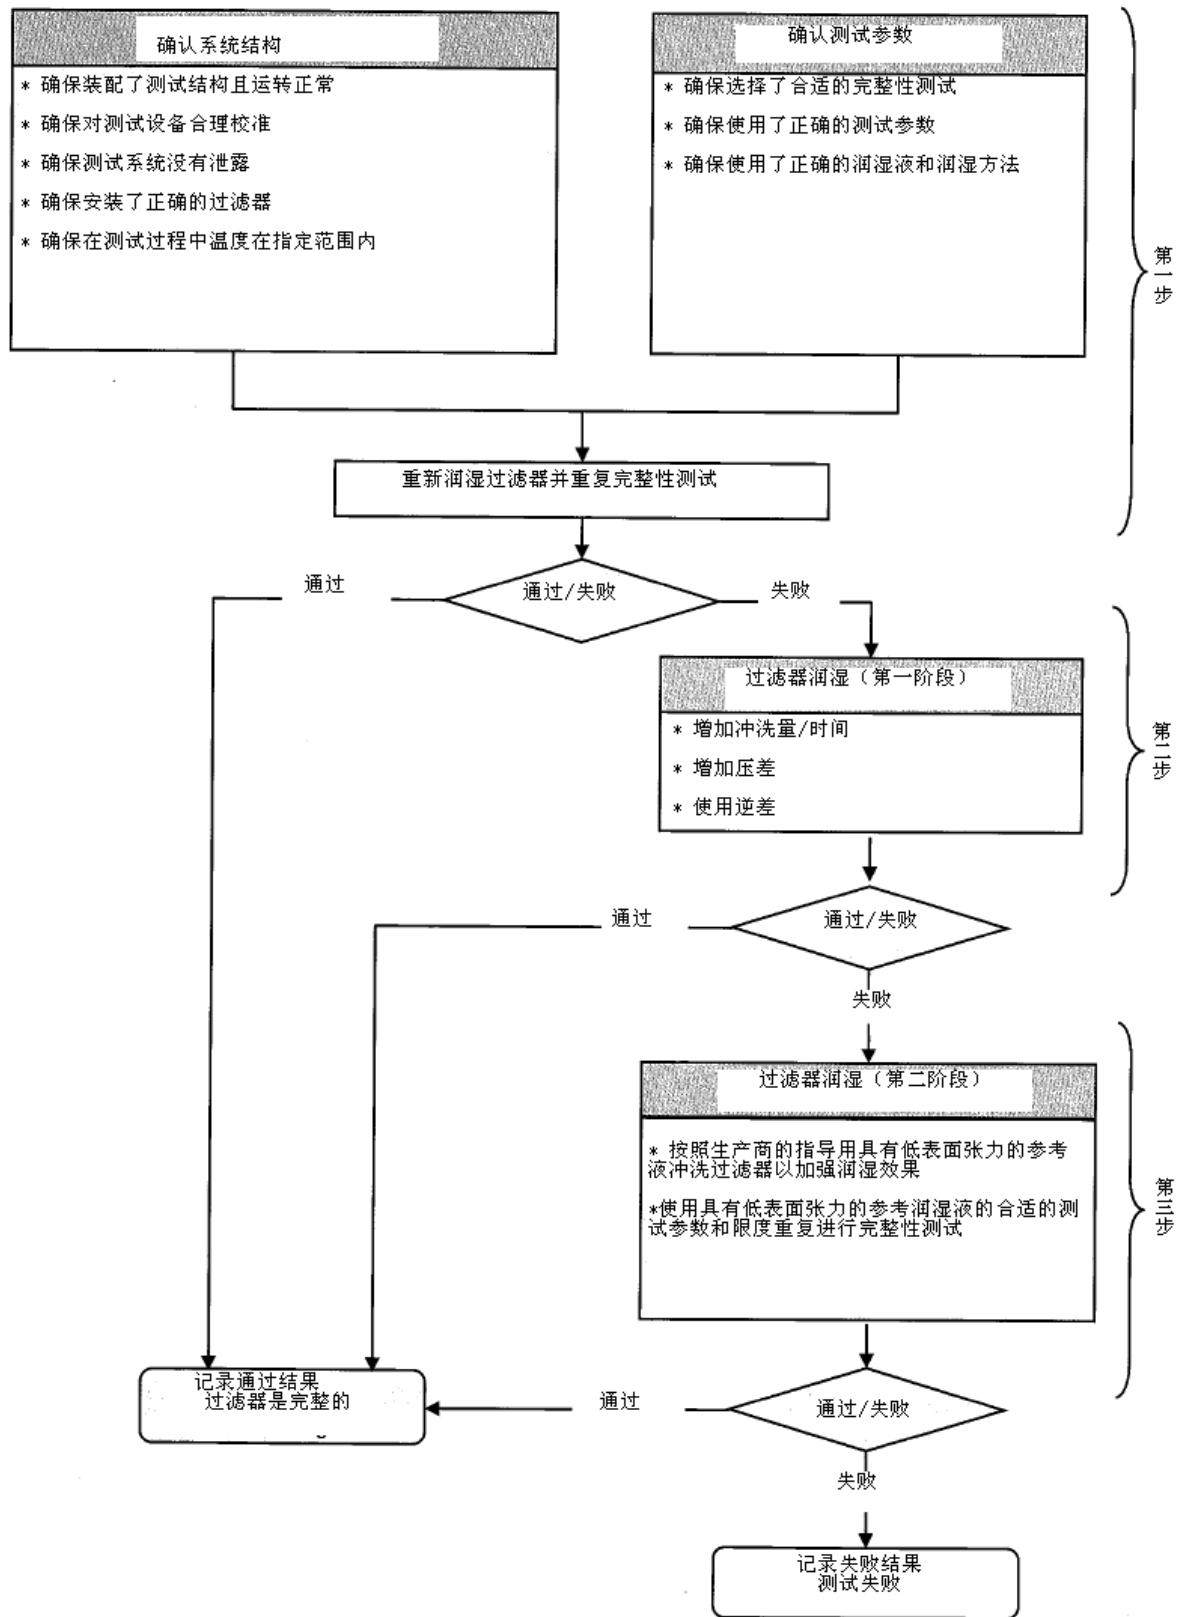 确认系统结构
* 确保装配了测试结构且运转正常
* 确保对测试设备合理校准
* 确保测试系统没有泄露
* 确保安装了正确的过滤器
* 确保在测试过程中温度在指定范围内
确认测试参数
* 确保选择了合适的完整性测试
* 确保使用了正确的测试参数
* 确保使用了正确的润湿液和润湿方法
第一步
重新润湿过滤器并重复完整性测试
通过
通过/失败
失败
过滤器润湿（第一阶段）
* 增加冲洗量/时间
* 增加压差
* 使用逆差
第二步
通过
通过/失败
失败
过滤器润湿（第二阶段）
* 按照生产商的指导用具有低表面张力的参考
液冲洗过滤器以加强润湿效果
*使用具有低表面张力的参考润湿液的合适的测
试参数和限度重复进行完整性测试
第三步
记录通过结果
过滤器是完整的
通过
通过/失败
失败
记录失败结果
测试失败